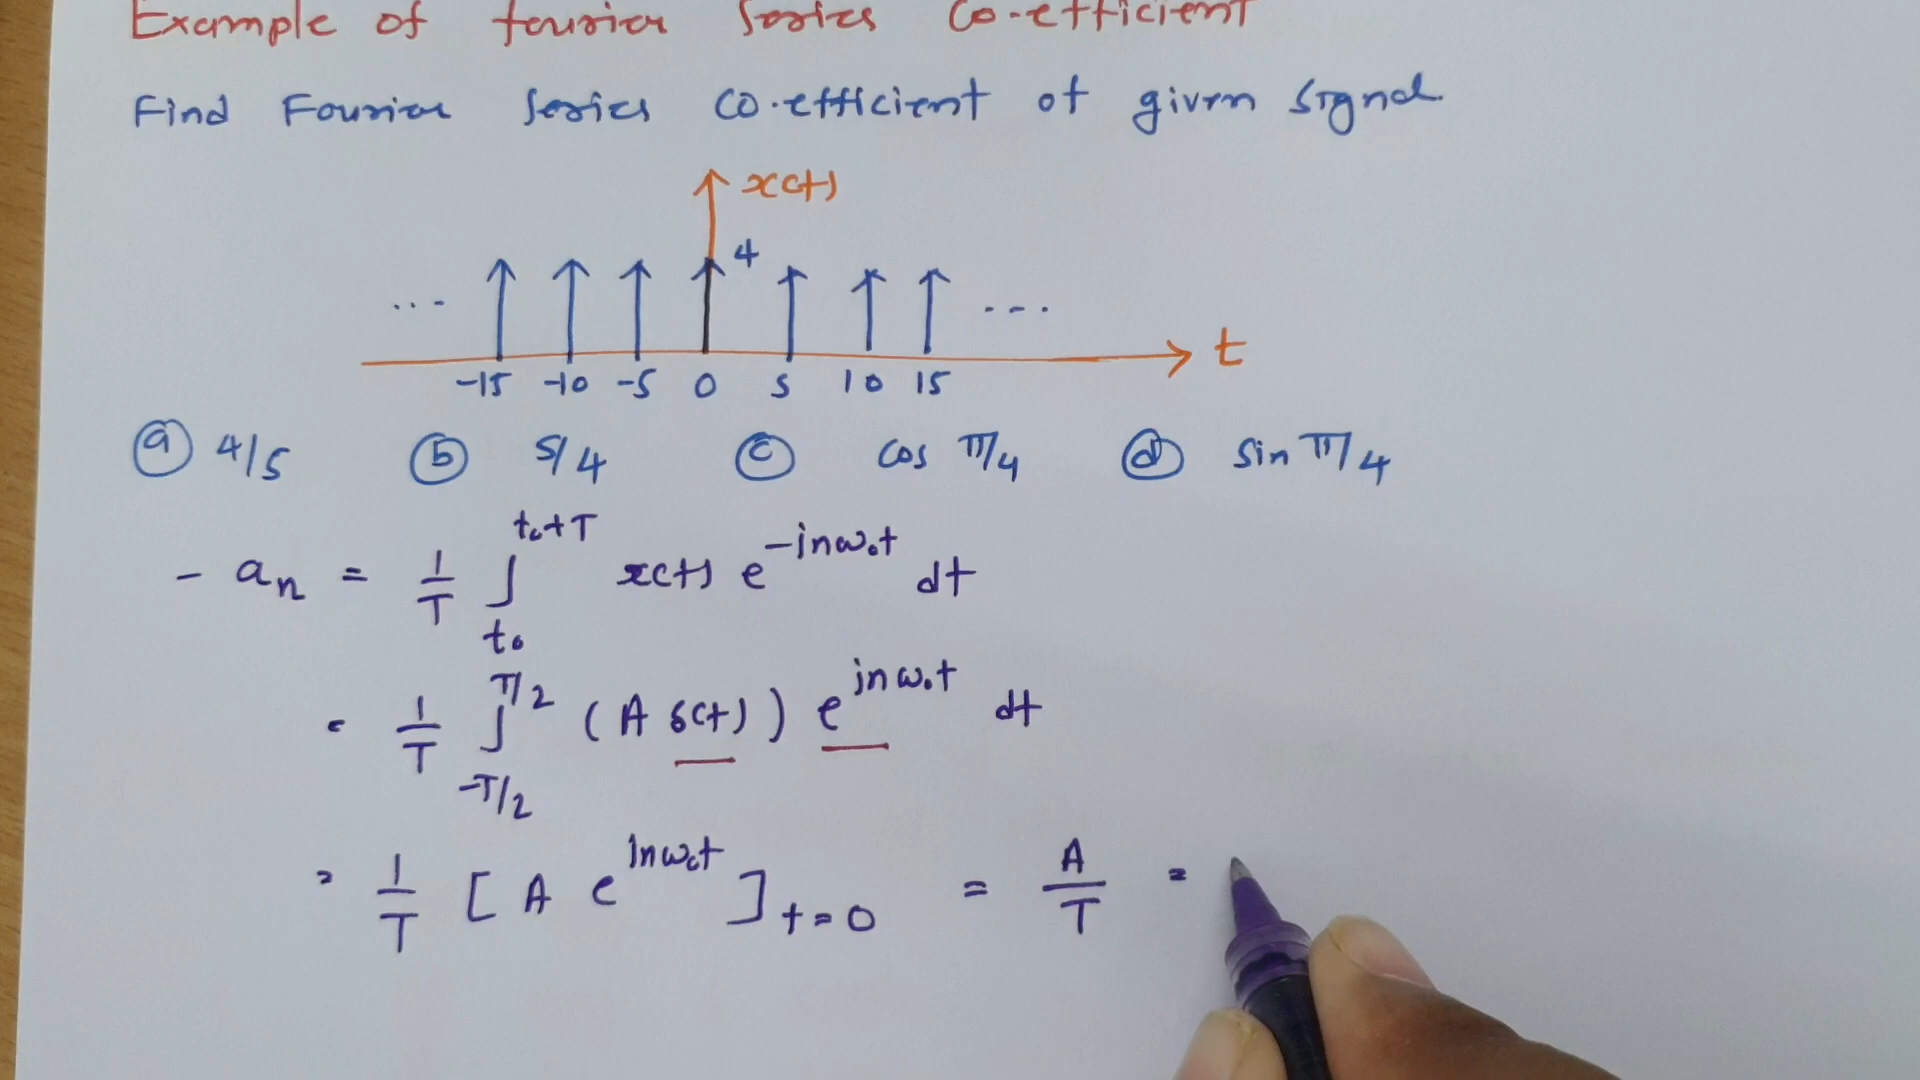 Example of fourier Series Co-efficient
Find Fourier Series co.efficient of given signal.
x(t)
4
... ...
t
-15 -10 -5 0 5 10 15
(a) 4/5 (b) 5/4 (c) cos π/4 (d) sin π/4
- aₙ = 1/T ∫_{t₀}^{t₀+T} x(t) e^{-jnω₀t} dt
= 1/T ∫_{-T/2}^{T/2} (A δ(t)) e^{jnω₀t} dt
= 1/T [A e^{jnω₀t}]_{t=0} = A/T =